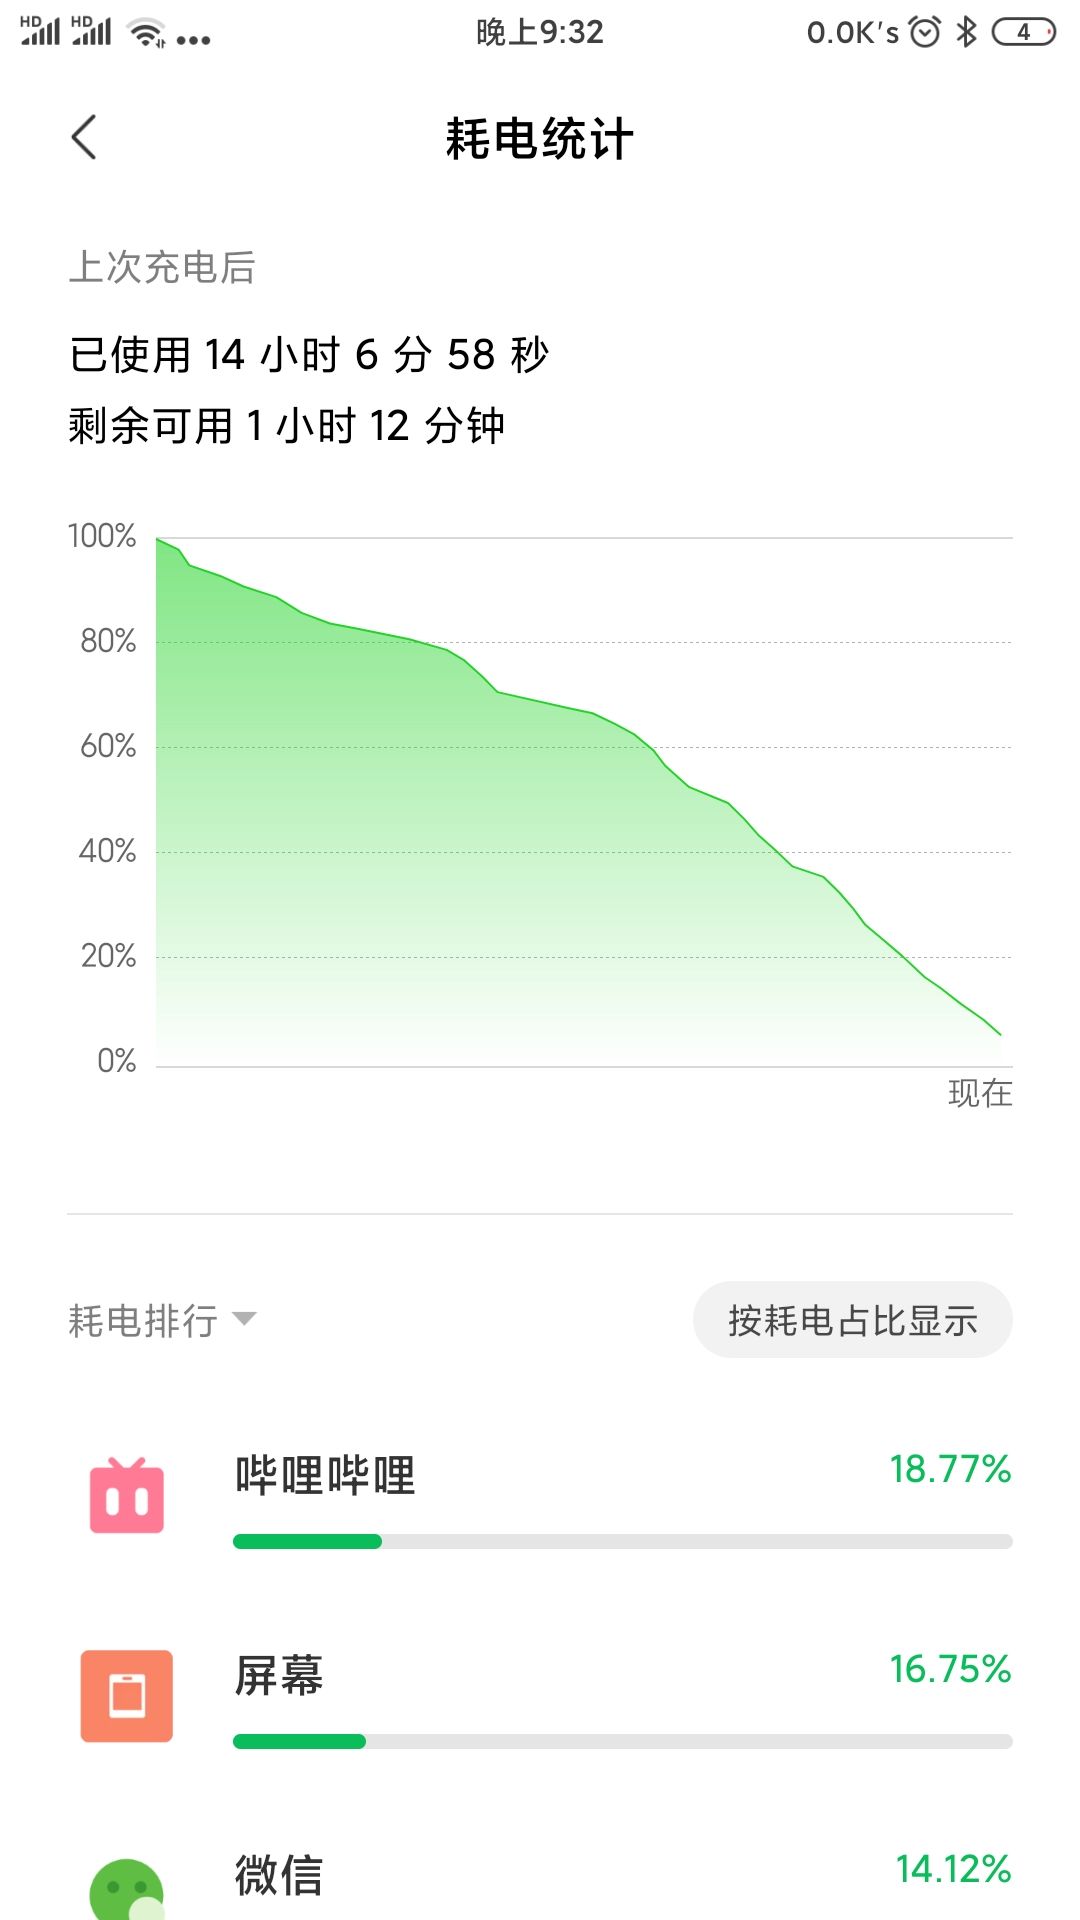 HD HD 晚上9:32 0.0K's 4
耗电统计
上次充电后
已使用 14 小时 6 分 58 秒
剩余可用 1 小时 12 分钟
100%
80%
60%
40%
20%
0%
现在
耗电排行 按耗电占比显示
哔哩哔哩 18.77%
屏幕 16.75%
微信 14.12%